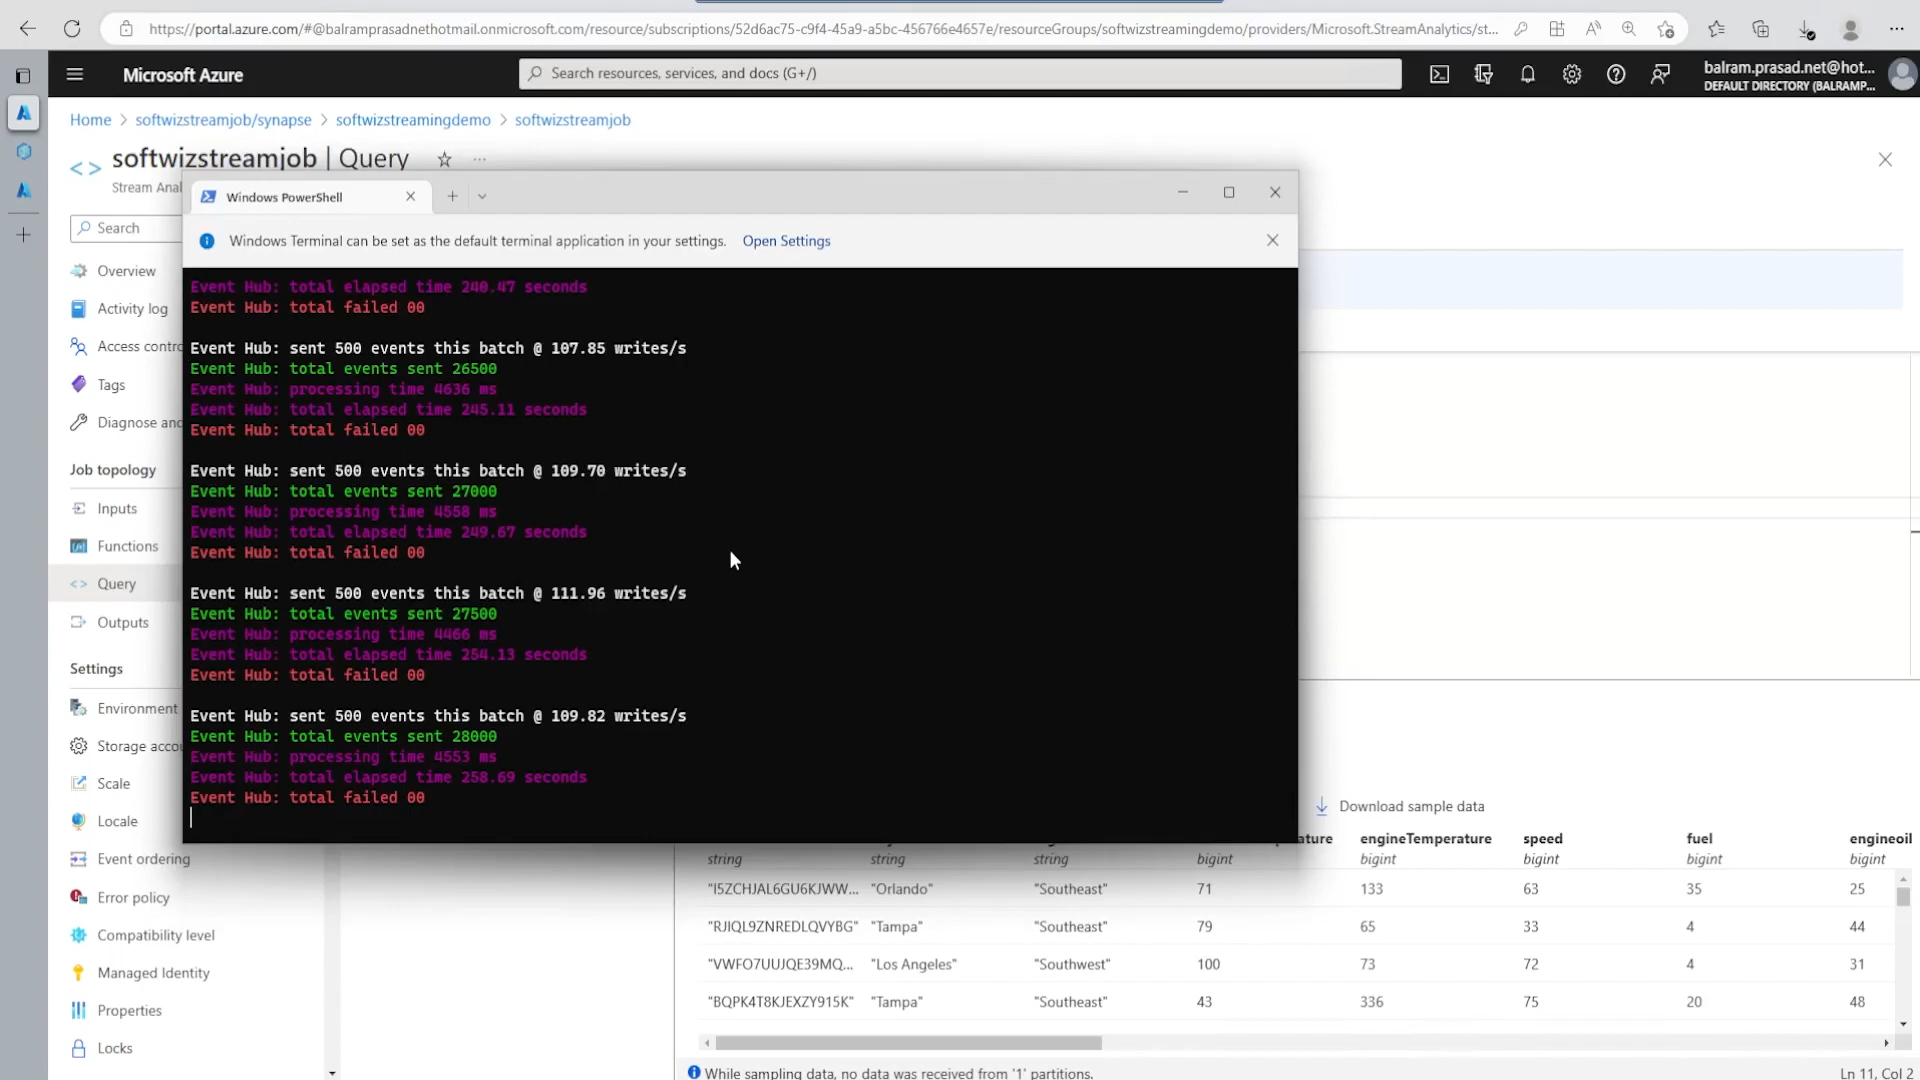 https://portal.azure.com/#@balramprasadnethotmail.onmicrosoft.com/resource/subscriptions/52d6ac75-c9f4-45a9-a5bc-456766e4657e/resourceGroups/softwizstreamingdemo/providers/Microsoft.StreamAnalytics/st...
Microsoft Azure
Search resources, services, and docs (G+/)
balram.prasad.net@hot...
DEFAULT DIRECTORY (BALRAMP...
Home > softwizstreamjob/synapse > softwizstreamingdemo > softwizstreamjob
softwizstreamjob | Query
Stream Anal
Search
Overview
Activity log
Access contro
Tags
Diagnose and
Job topology
Inputs
Functions
Query
Outputs
Settings
Environment
Storage accou
Scale
Locale
Event ordering
Error policy
Compatibility level
Managed Identity
Properties
Locks
Windows PowerShell
Windows Terminal can be set as the default terminal application in your settings. Open Settings
Event Hub: total elapsed time 240.47 seconds
Event Hub: total failed 00
Event Hub: sent 500 events this batch @ 107.85 writes/s
Event Hub: total events sent 26500
Event Hub: processing time 4636 ms
Event Hub: total elapsed time 245.11 seconds
Event Hub: total failed 00
Event Hub: sent 500 events this batch @ 109.70 writes/s
Event Hub: total events sent 27000
Event Hub: processing time 4558 ms
Event Hub: total elapsed time 249.67 seconds
Event Hub: total failed 00
Event Hub: sent 500 events this batch @ 111.96 writes/s
Event Hub: total events sent 27500
Event Hub: processing time 4466 ms
Event Hub: total elapsed time 254.13 seconds
Event Hub: total failed 00
Event Hub: sent 500 events this batch @ 109.82 writes/s
Event Hub: total events sent 28000
Event Hub: processing time 4553 ms
Event Hub: total elapsed time 258.69 seconds
Event Hub: total failed 00
Download sample data
ature engineTemperature speed fuel engineoil
string string string bigint bigint bigint bigint bigint
"I5ZCHJAL6GU6KJWW... "Orlando" "Southeast" 71 133 63 35 25
"RJIQL9ZNREDLQVYBG" "Tampa" "Southeast" 79 65 33 4 44
"VWFO7UUJQE39MQ... "Los Angeles" "Southwest" 100 73 72 4 31
"BQPK4T8KJEXZY915K" "Tampa" "Southeast" 43 336 75 20 48
While sampling data, no data was received from '1' partitions.
Ln 11, Col 2